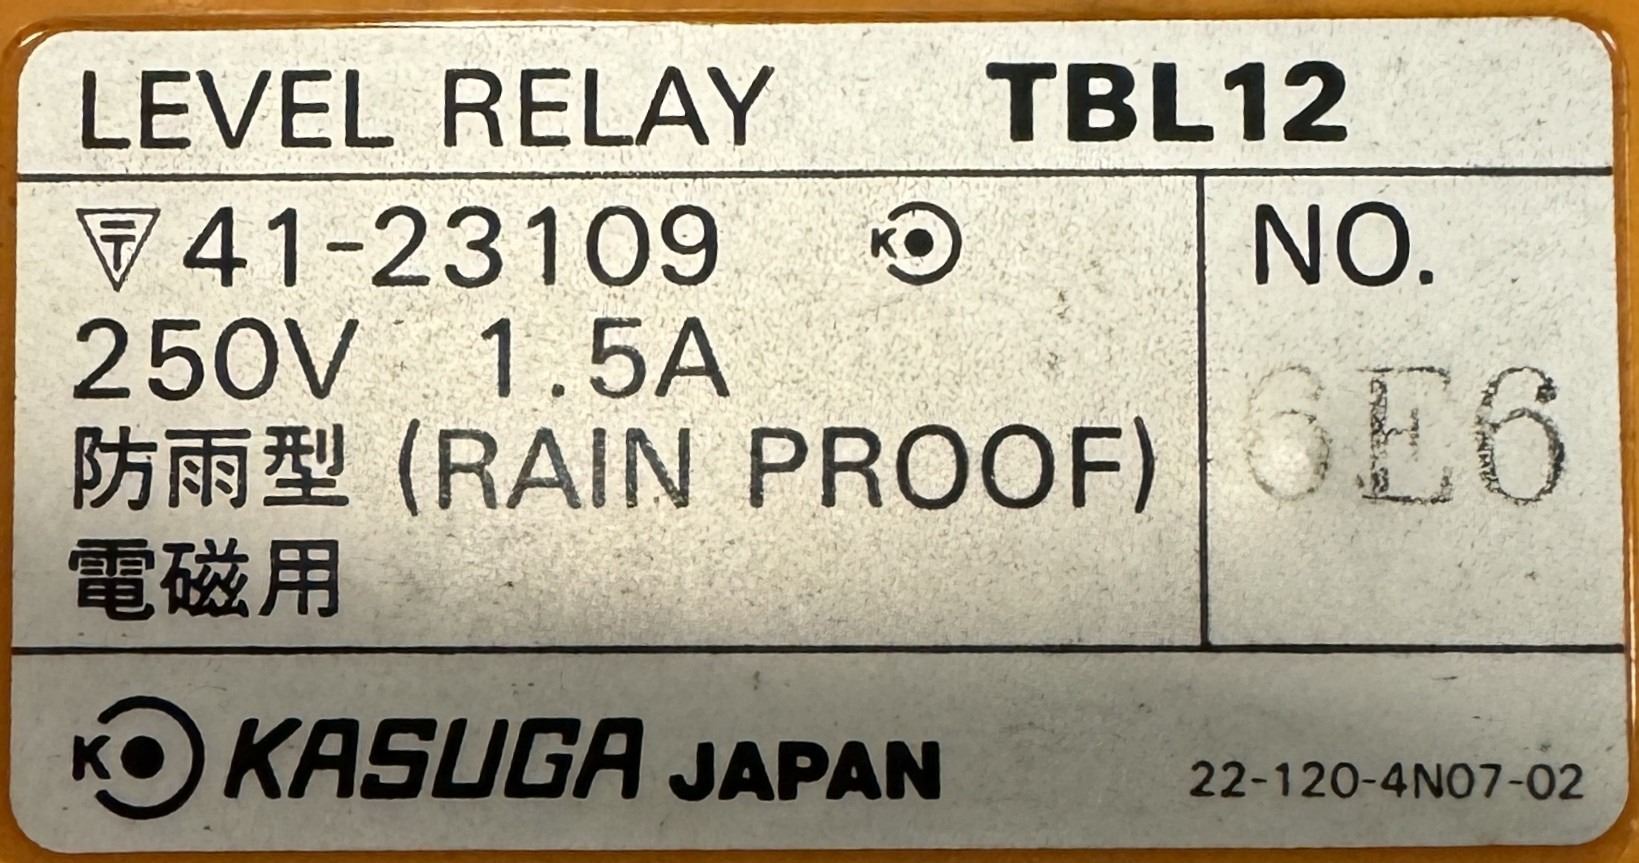 LEVEL RELAY TBL12
〒 41-23109 K
250V 1.5A
防雨型 (RAIN PROOF)
電磁用
NO.
6E6
K KASUGA JAPAN
22-120-4N07-02